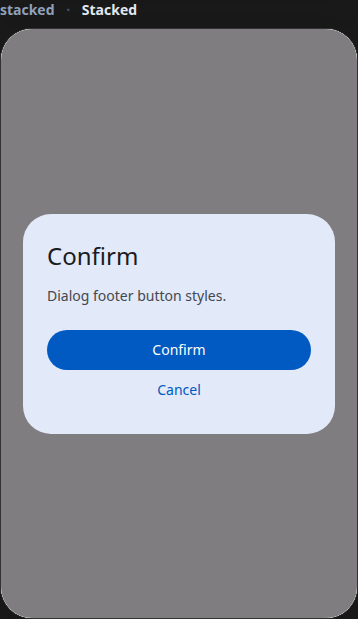 stacked · Stacked
Confirm
Dialog footer button styles.
Confirm
Cancel